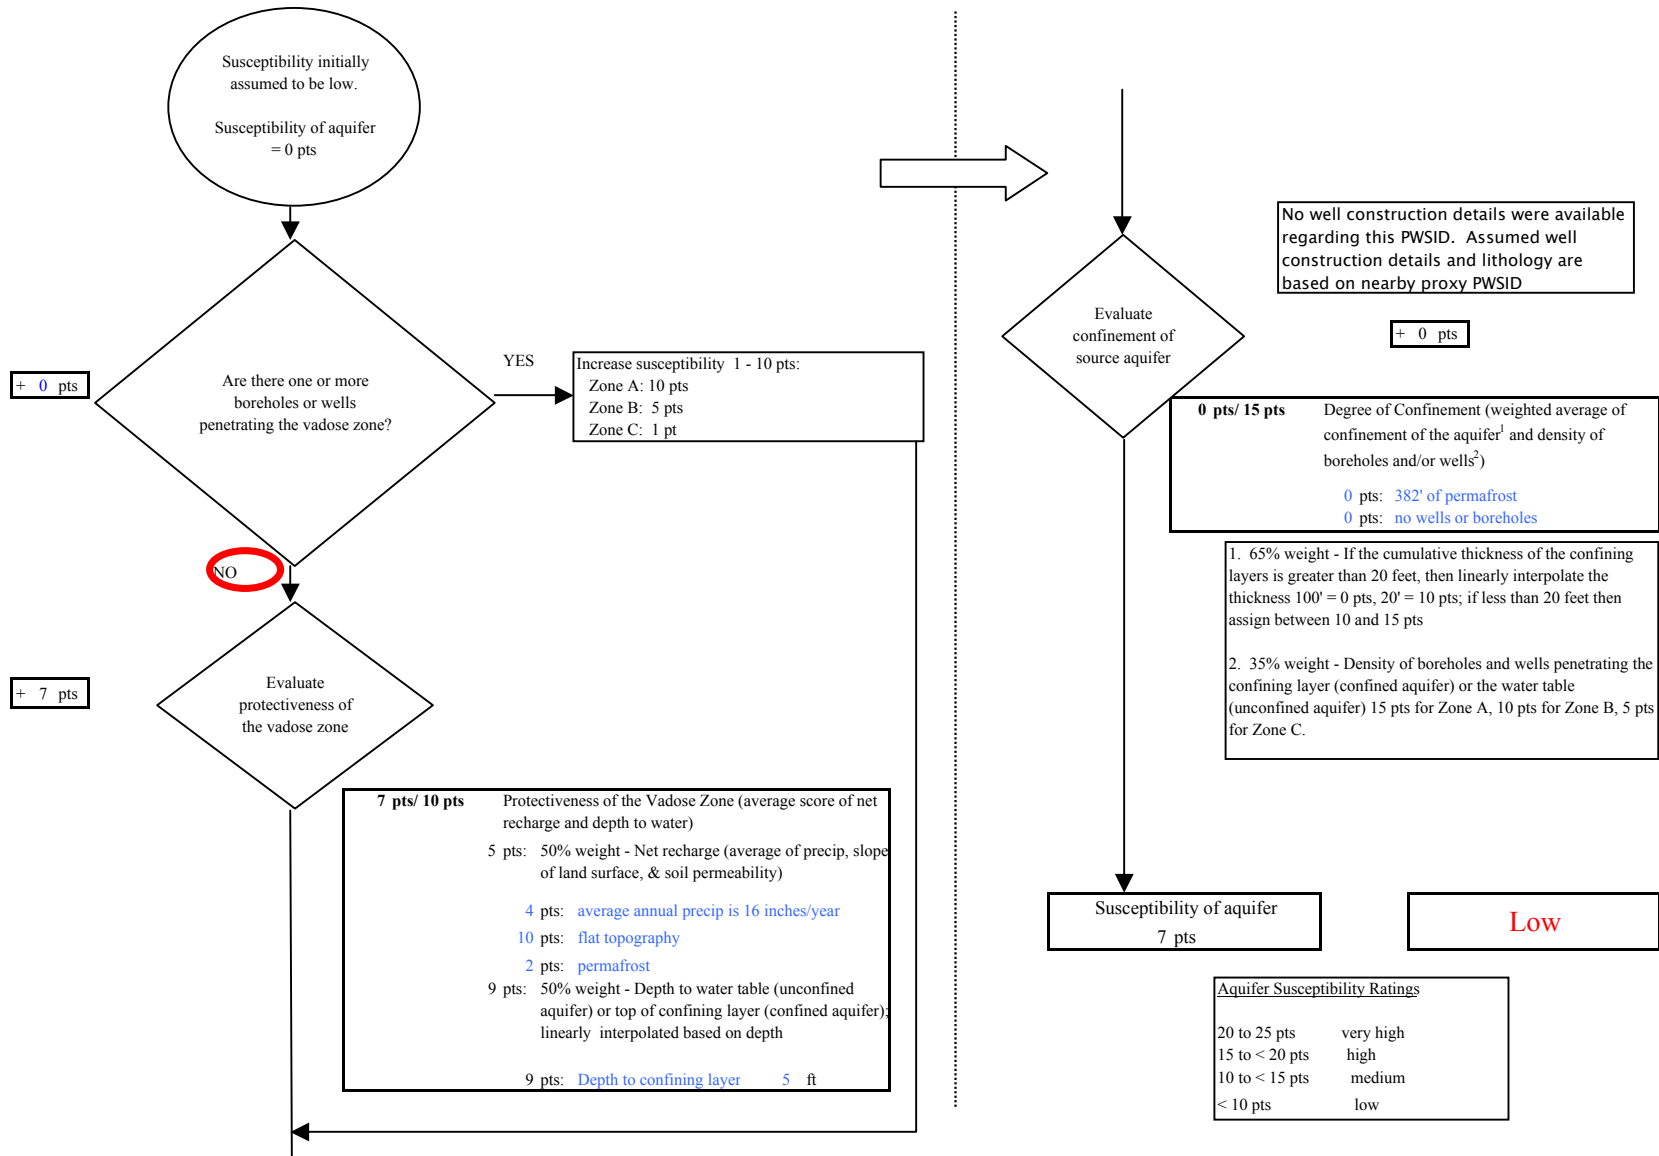 Susceptibility initially
assumed to be low.
Susceptibility of aquifer
= 0 pts
+ 0 pts
Are there one or more
boreholes or wells
penetrating the vadose zone?
YES
Increase susceptibility 1 - 10 pts:
Zone A: 10 pts
Zone B: 5 pts
Zone C: 1 pt
NO
+ 7 pts
Evaluate
protectiveness of
the vadose zone
7 pts/ 10 pts Protectiveness of the Vadose Zone (average score of net
recharge and depth to water)
5 pts: 50% weight - Net recharge (average of precip, slope
of land surface, & soil permeability)
4 pts: average annual precip is 16 inches/year
10 pts: flat topography
2 pts: permafrost
9 pts: 50% weight - Depth to water table (unconfined
aquifer) or top of confining layer (confined aquifer);
linearly interpolated based on depth
9 pts: Depth to confining layer 5 ft
No well construction details were available
regarding this PWSID. Assumed well
construction details and lithology are
based on nearby proxy PWSID
Evaluate
confinement of
source aquifer
+ 0 pts
0 pts/ 15 pts Degree of Confinement (weighted average of
confinement of the aquifer1 and density of
boreholes and/or wells2)
0 pts: 382' of permafrost
0 pts: no wells or boreholes
1. 65% weight - If the cumulative thickness of the confining
layers is greater than 20 feet, then linearly interpolate the
thickness 100' = 0 pts, 20' = 10 pts; if less than 20 feet then
assign between 10 and 15 pts
2. 35% weight - Density of boreholes and wells penetrating the
confining layer (confined aquifer) or the water table
(unconfined aquifer) 15 pts for Zone A, 10 pts for Zone B, 5 pts
for Zone C.
Susceptibility of aquifer
7 pts
Low
Aquifer Susceptibility Ratings
20 to 25 pts very high
15 to < 20 pts high
10 to < 15 pts medium
< 10 pts low